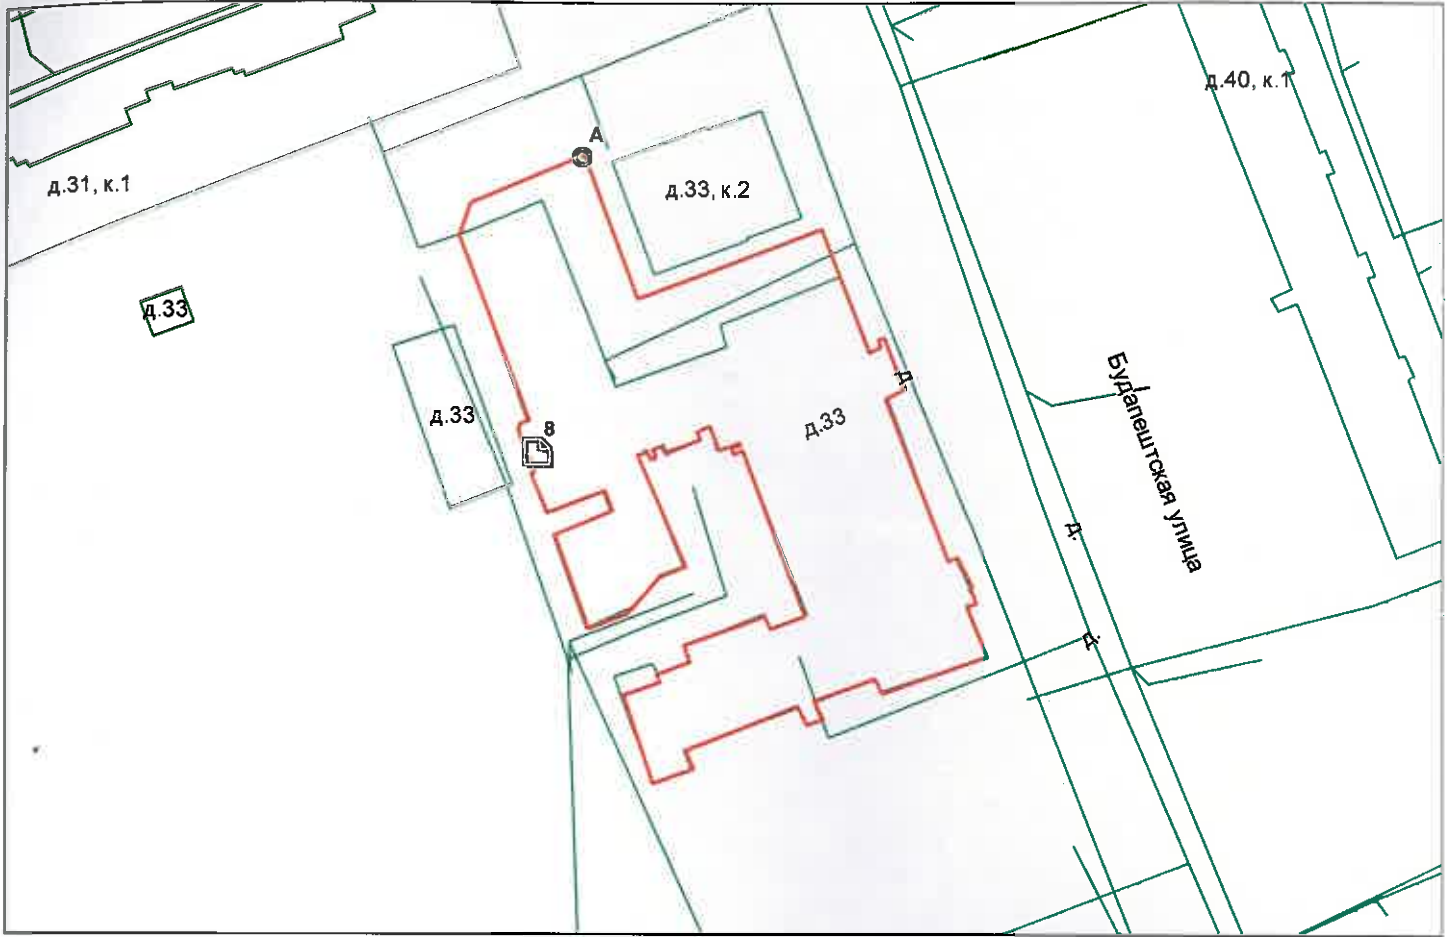 д.40, к.1
А
д.31, к.1
д.33, к.2
д.33
д.
д.33
д.33
8
Будапештская улица
д.
д.